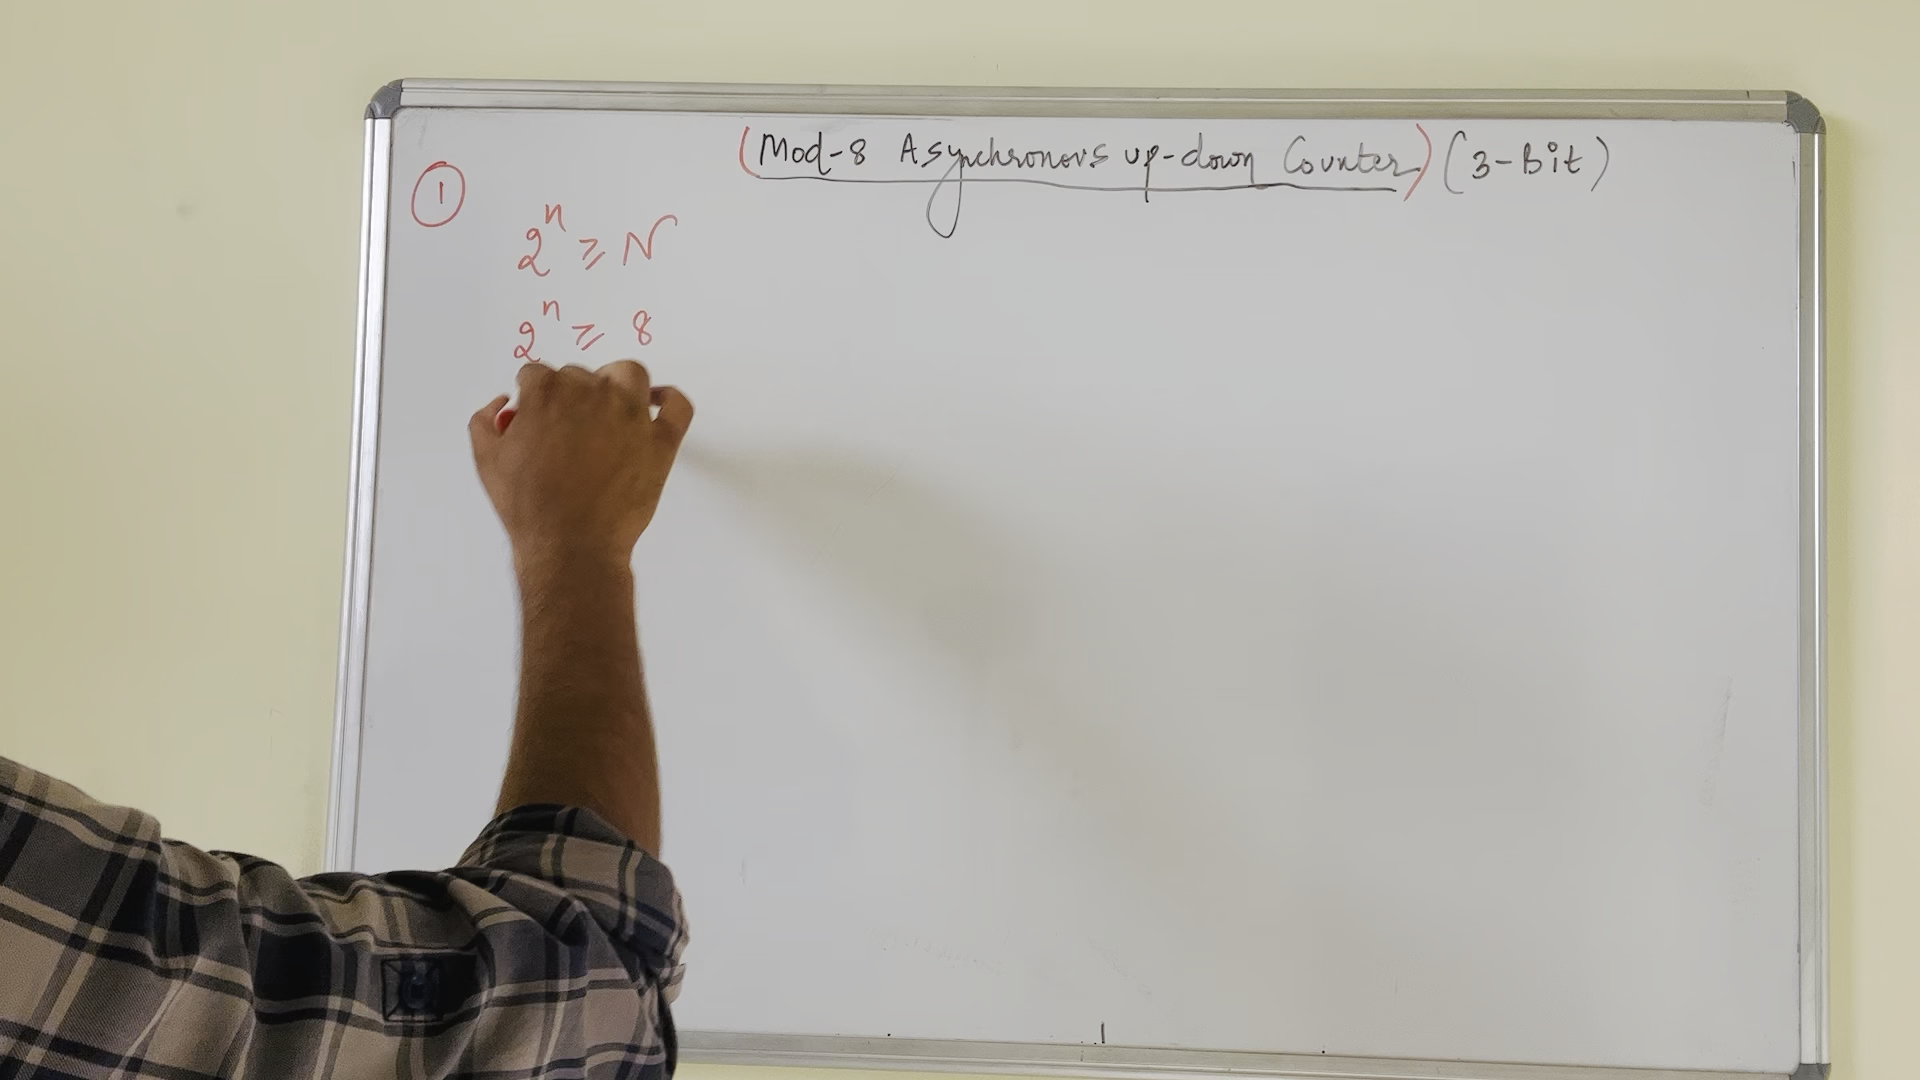 (Mod-8 Asynchronous up-down Counter) (3-Bit)
①
2ⁿ ≥ N
2ⁿ ≥ 8